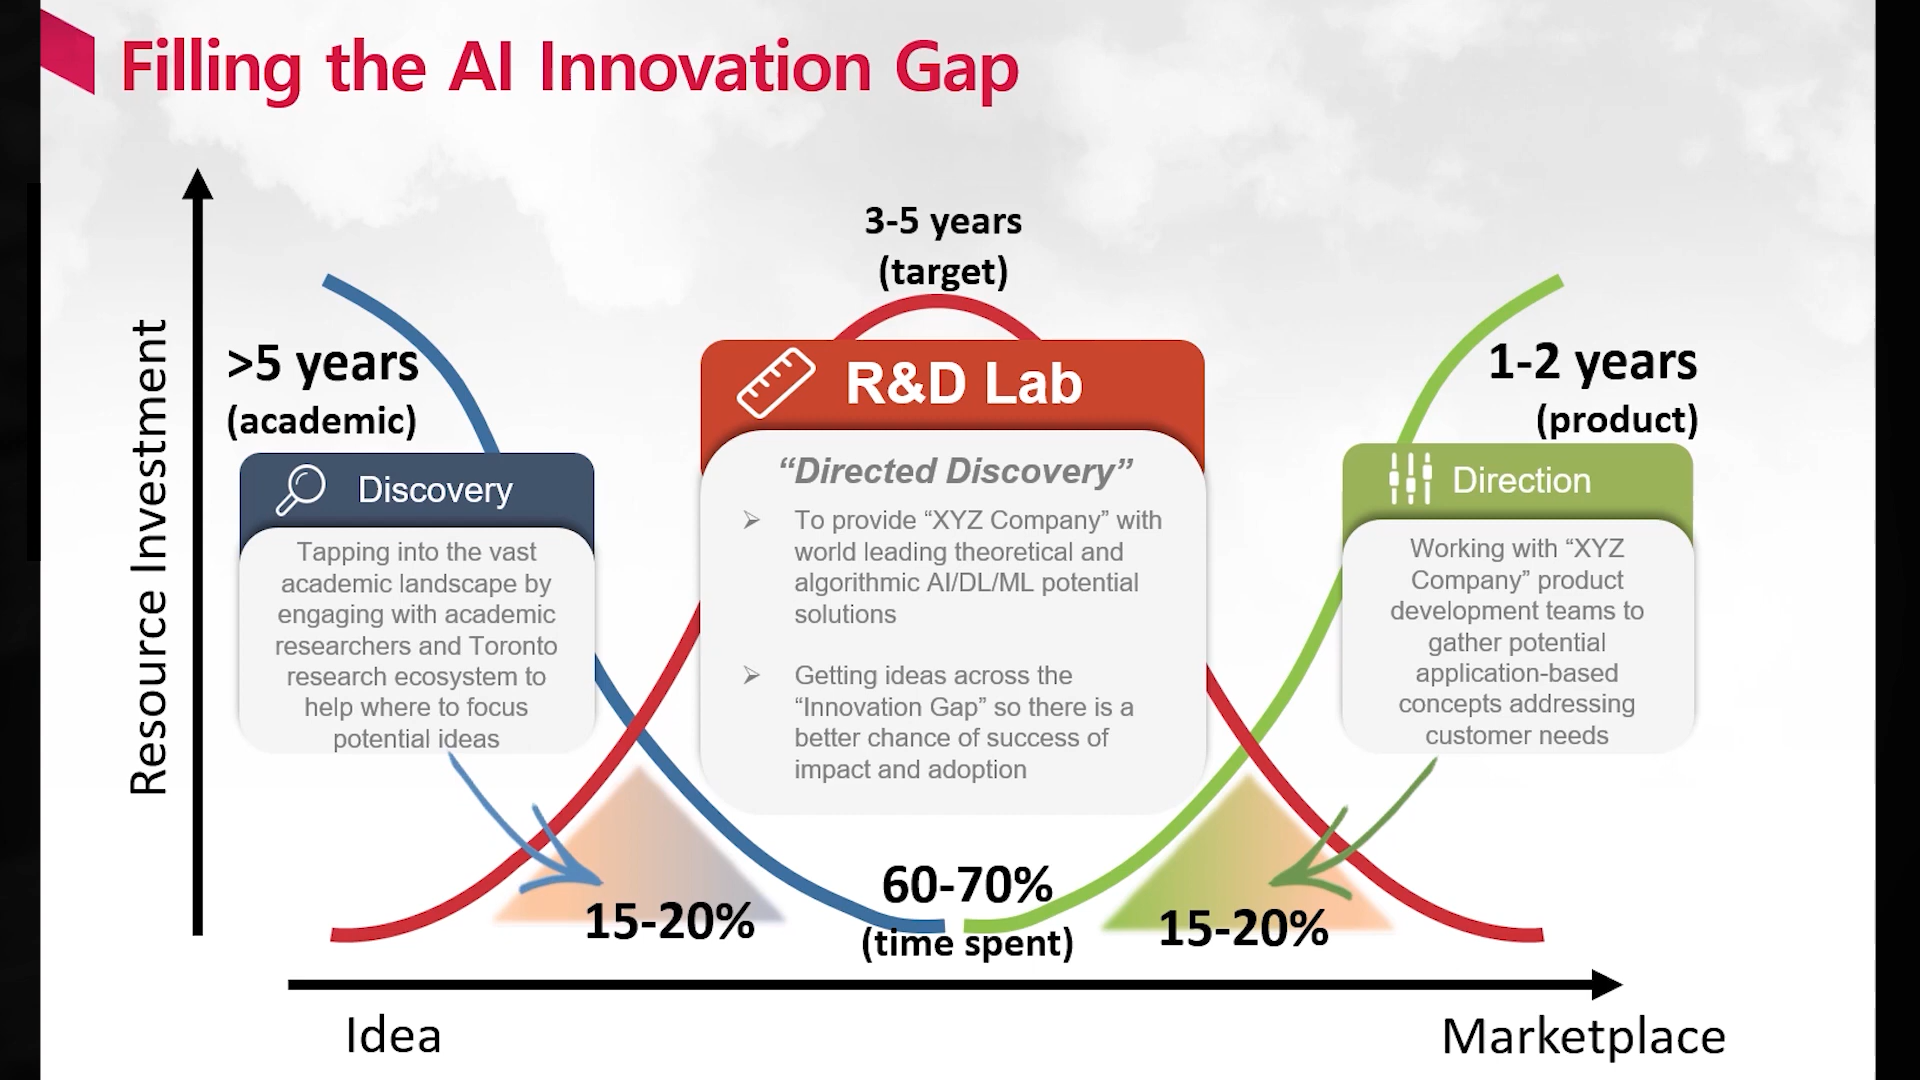 Filling the AI Innovation Gap
Resource Investment
>5 years
(academic)
Discovery
Tapping into the vast
academic landscape by
engaging with academic
researchers and Toronto
research ecosystem to
help where to focus
potential ideas
15-20%
3-5 years
(target)
R&D Lab
“Directed Discovery”
➢ To provide “XYZ Company” with
world leading theoretical and
algorithmic AI/DL/ML potential
solutions
➢ Getting ideas across the
“Innovation Gap” so there is a
better chance of success of
impact and adoption
60-70%
(time spent)
1-2 years
(product)
Direction
Working with “XYZ
Company” product
development teams to
gather potential
application-based
concepts addressing
customer needs
15-20%
Idea
Marketplace